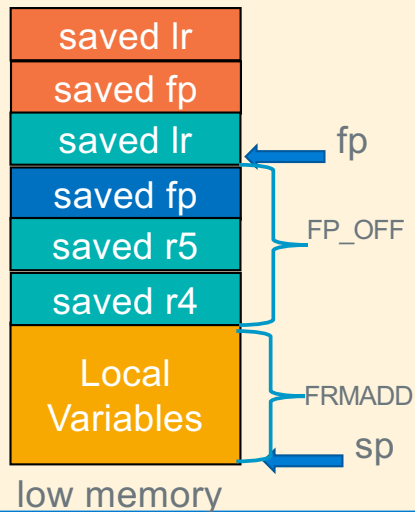 saved lr
saved fp
saved lr
fp
saved fp
saved r5
FP_OFF
saved r4
Local
Variables
FRMADD
sp
low memory